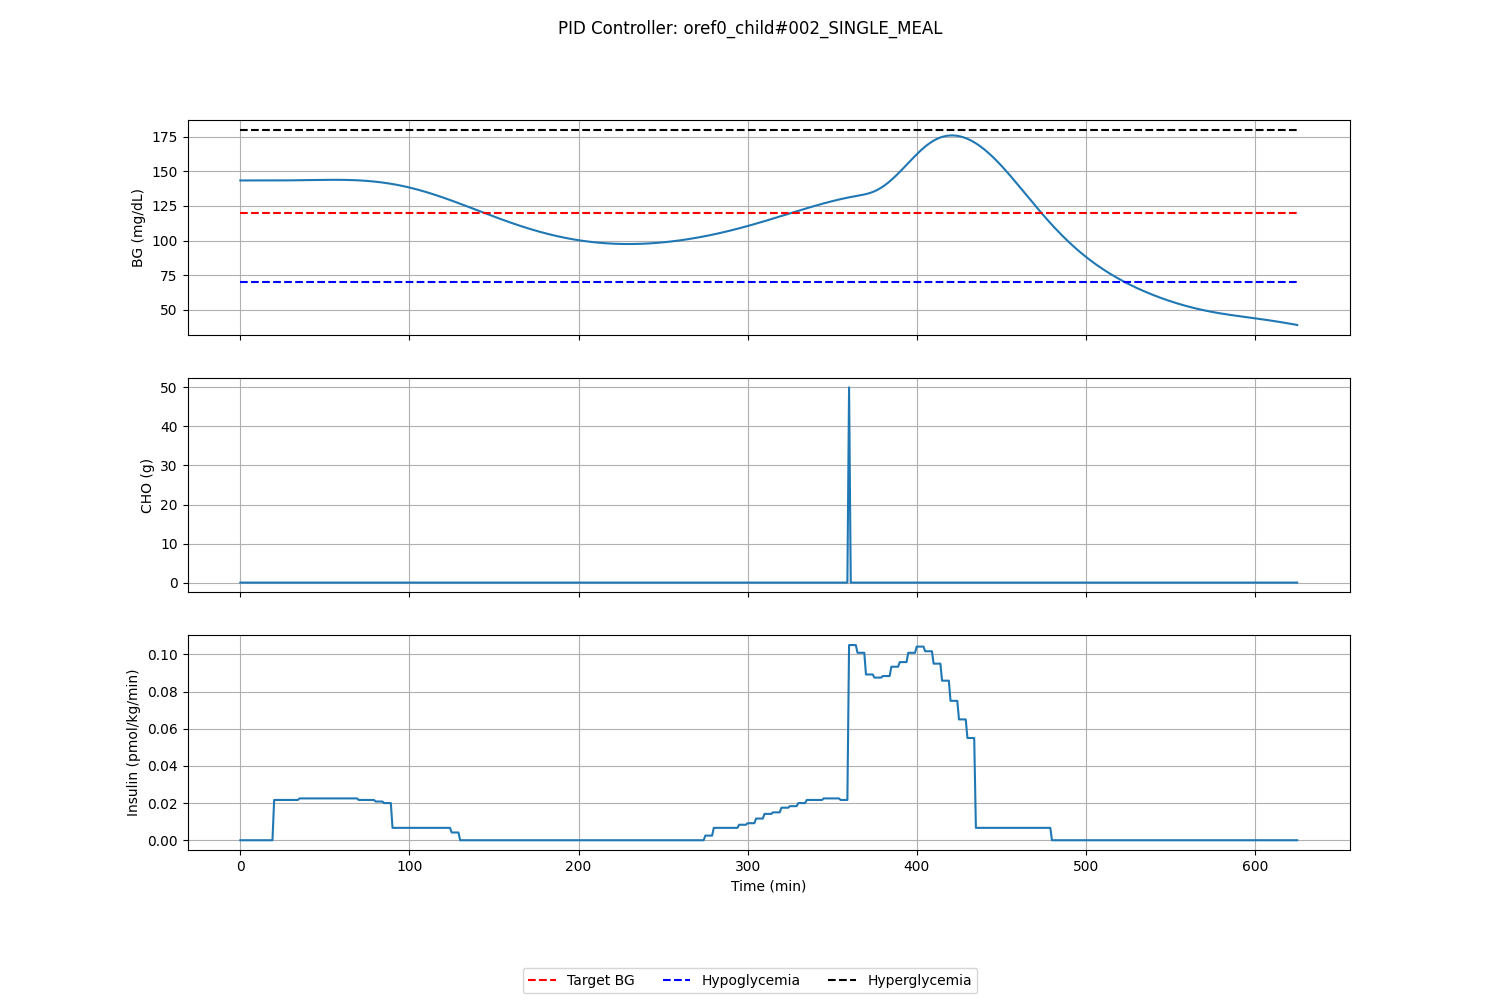 PID Controller: oref0_child#002_SINGLE_MEAL
175
150
125
100
75
50
BG (mg/dL)
50
40
30
20
10
0
CHO (g)
0.10
0.08
0.06
0.04
0.02
0.00
Insulin (pmol/kg/min)
0 100 200 300 400 500 600
Time (min)
Target BG Hypoglycemia Hyperglycemia